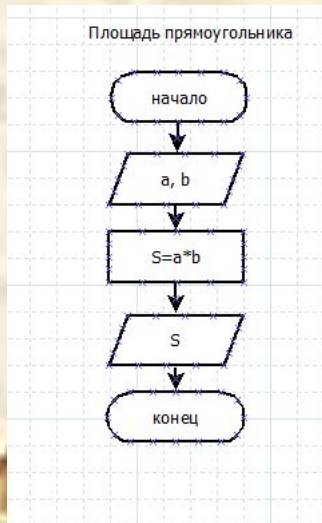 Площадь прямоугольника
начало
a, b
S=a*b
S
конец